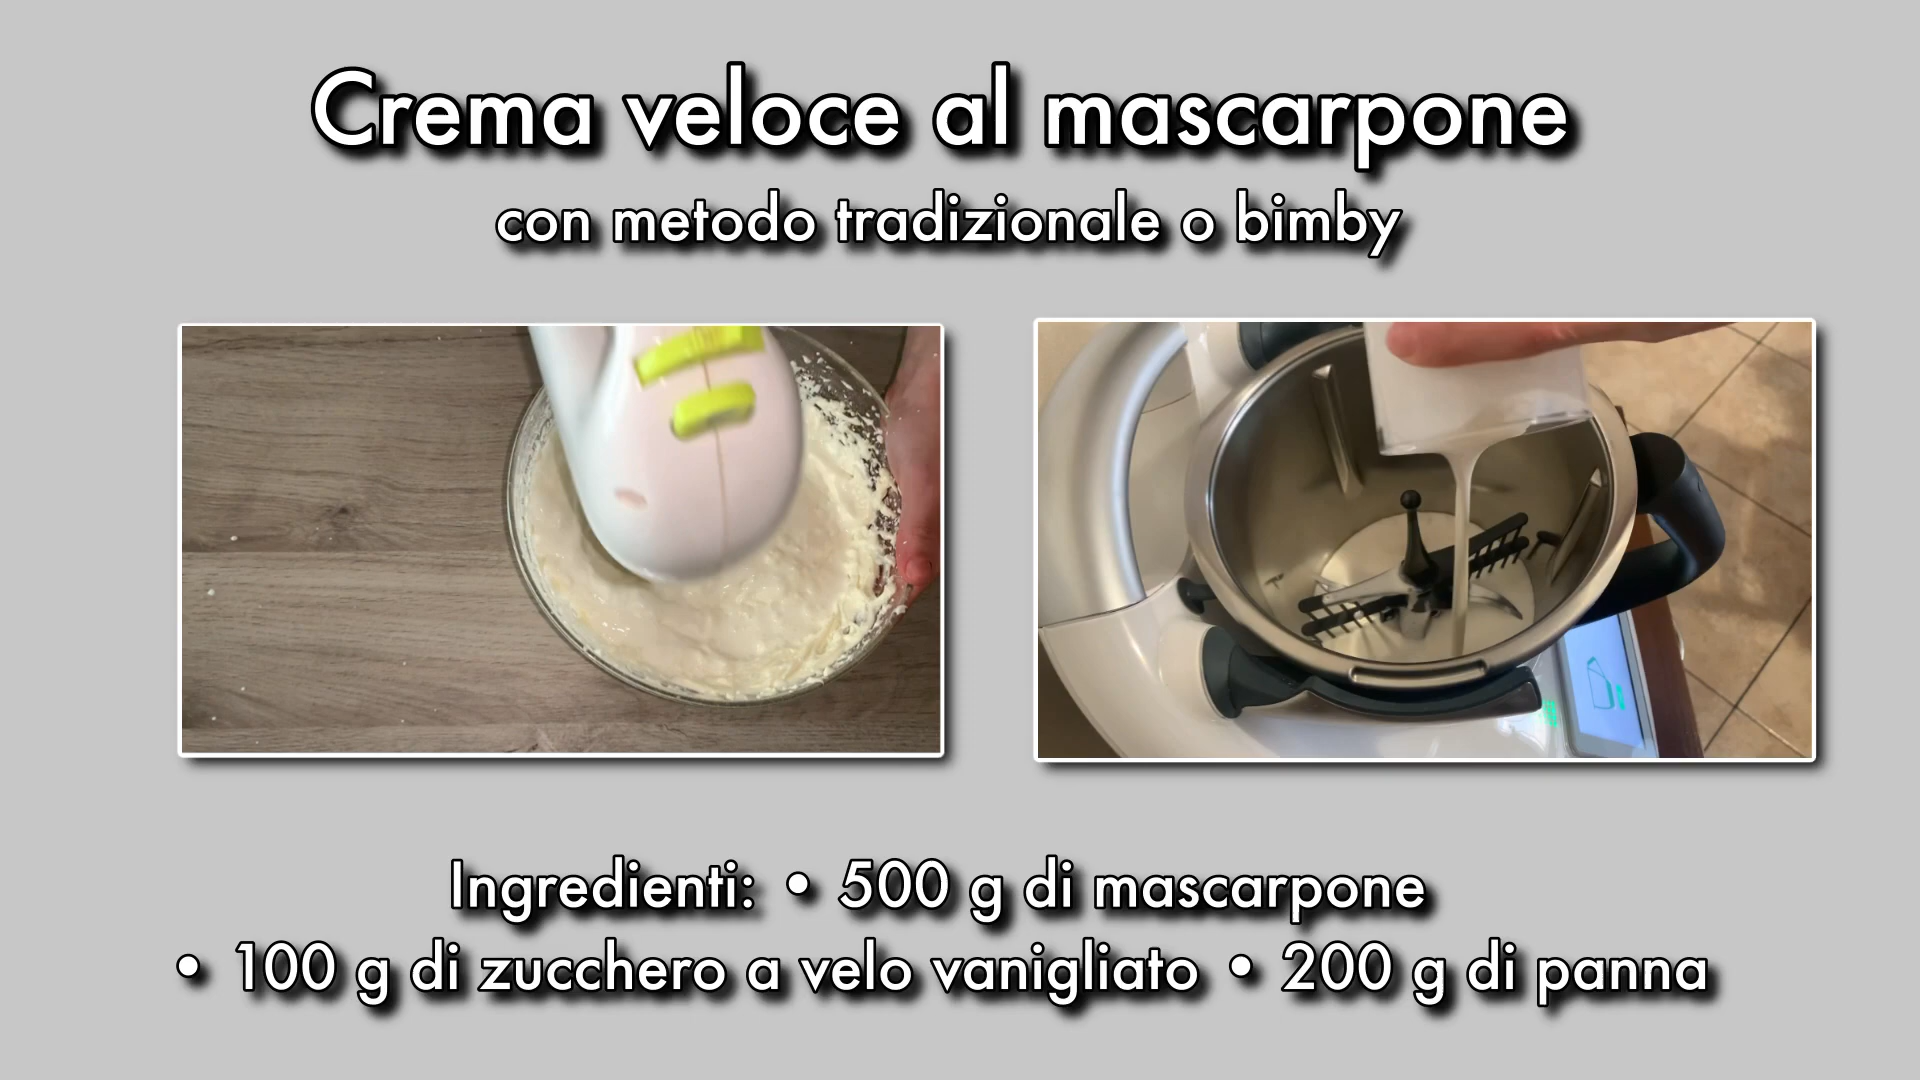 Crema veloce al mascarpone
con metodo tradizionale o bimby
Ingredienti: • 500 g di mascarpone
• 100 g di zucchero a velo vanigliato • 200 g di panna